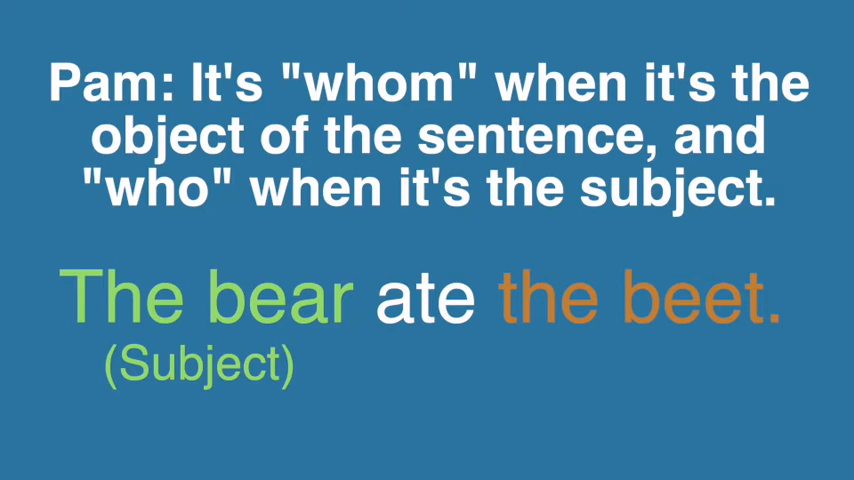 Pam: It's "whom" when it's the
object of the sentence, and
"who" when it's the subject.
The bear ate the beet.
(Subject)